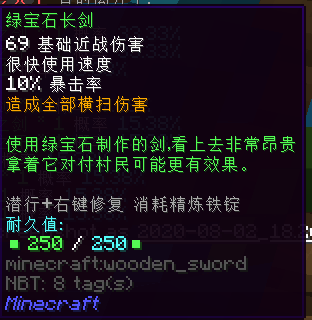 绿宝石长剑
69 基础近战伤害
很快使用速度
10% 暴击率
造成全部横扫伤害
使用绿宝石制作的剑,看上去非常昂贵
拿着它对付村民可能更有效果。
潜行+右键修复 消耗精炼铁锭
耐久值:
▪ 250 / 250 ▪
minecraft:wooden_sword
NBT: 8 tag(s)
Minecraft